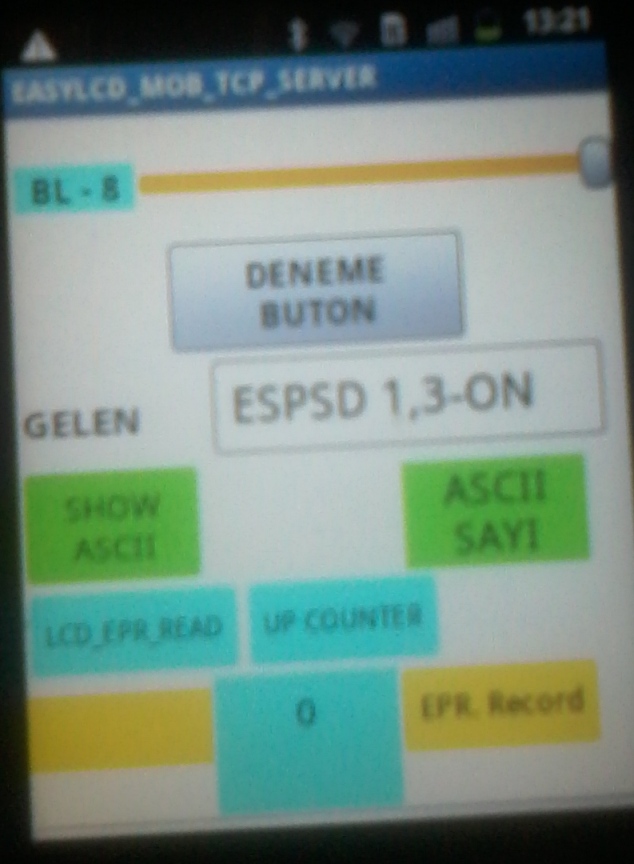 13:21
EASYLCD_MOB_TCP_SERVER
BL - 8
DENEME
BUTON
GELEN
ESPSD 1,3-ON
SHOW
ASCII
ASCII
SAYI
LCD_EPR_READ
UP COUNTER
0
EPR. Record